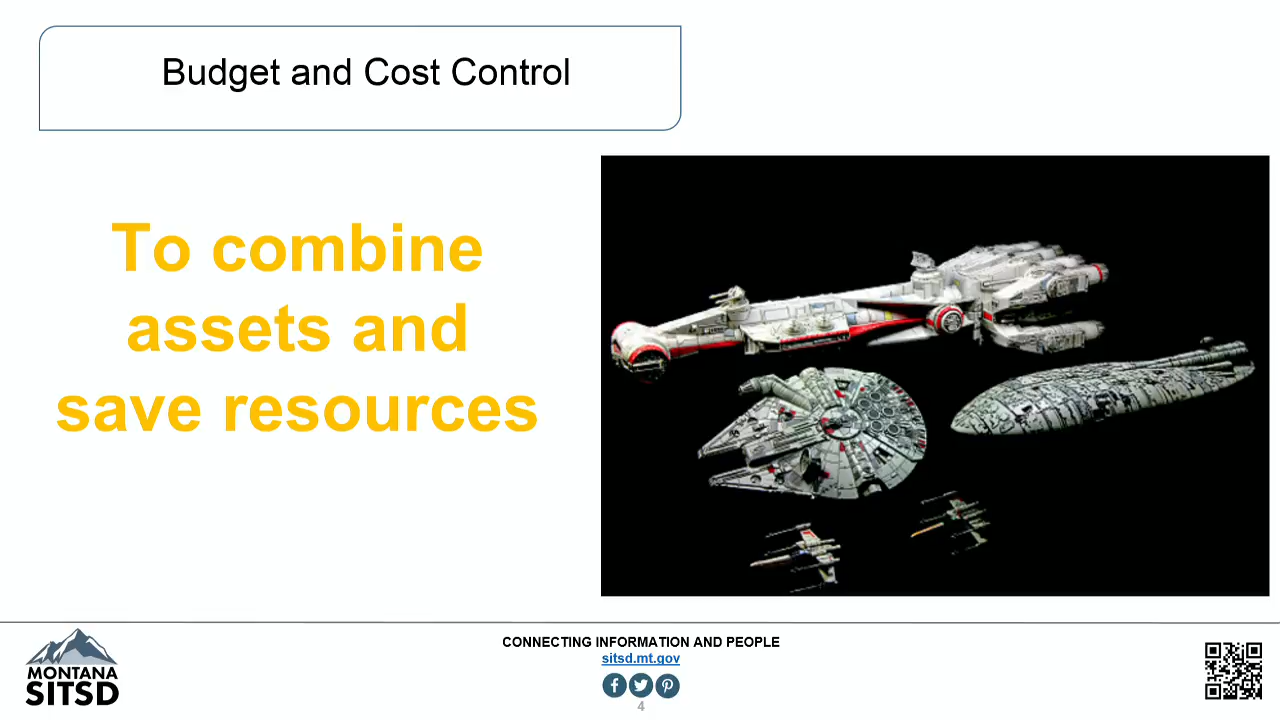 Budget and Cost Control
To combine
assets and
save resources
CONNECTING INFORMATION AND PEOPLE
sitsd.mt.gov
MONTANA
SITSD
4